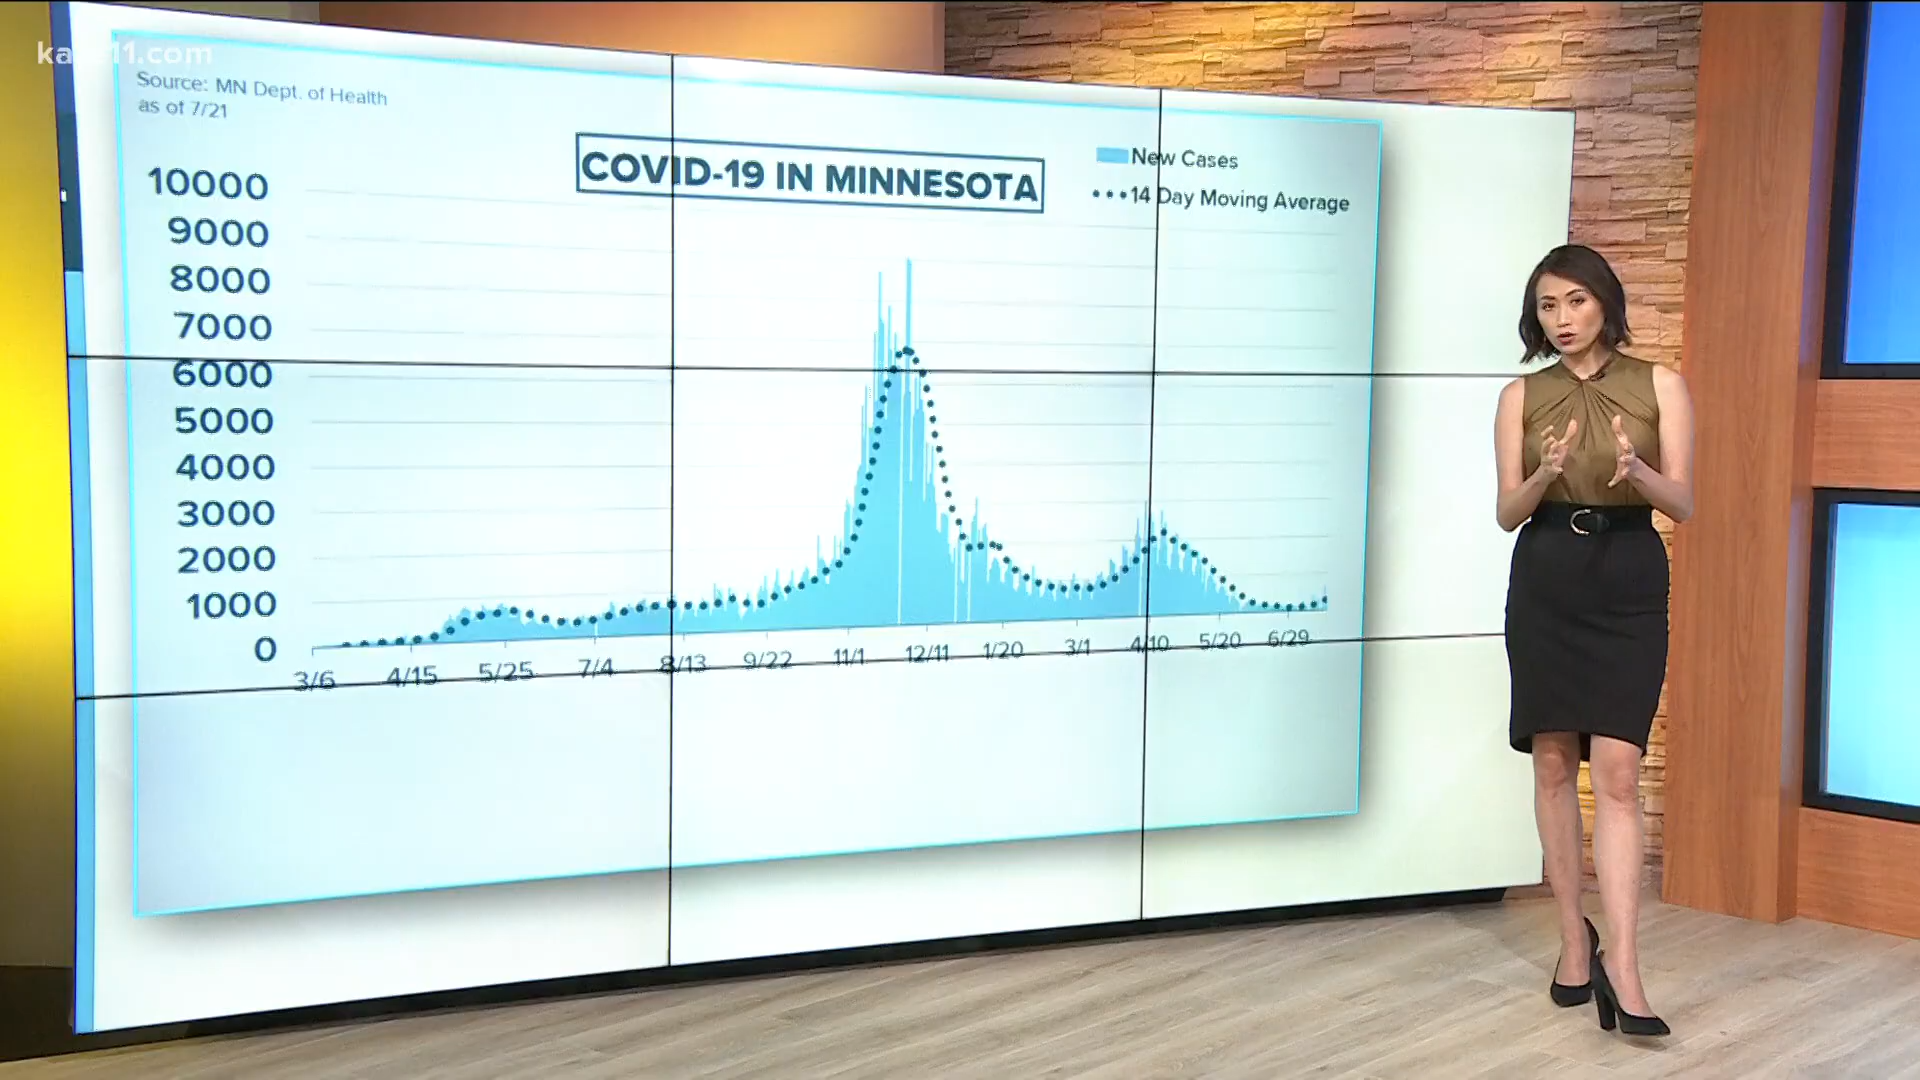 Source: MN Dept. of Health
as of 7/21
COVID-19 IN MINNESOTA
New Cases
14 Day Moving Average
10000
9000
8000
7000
6000
5000
4000
3000
2000
1000
0
3/6 4/15 5/25 7/4 8/13 9/22 11/1 12/11 1/20 3/1 4/10 5/20 6/29